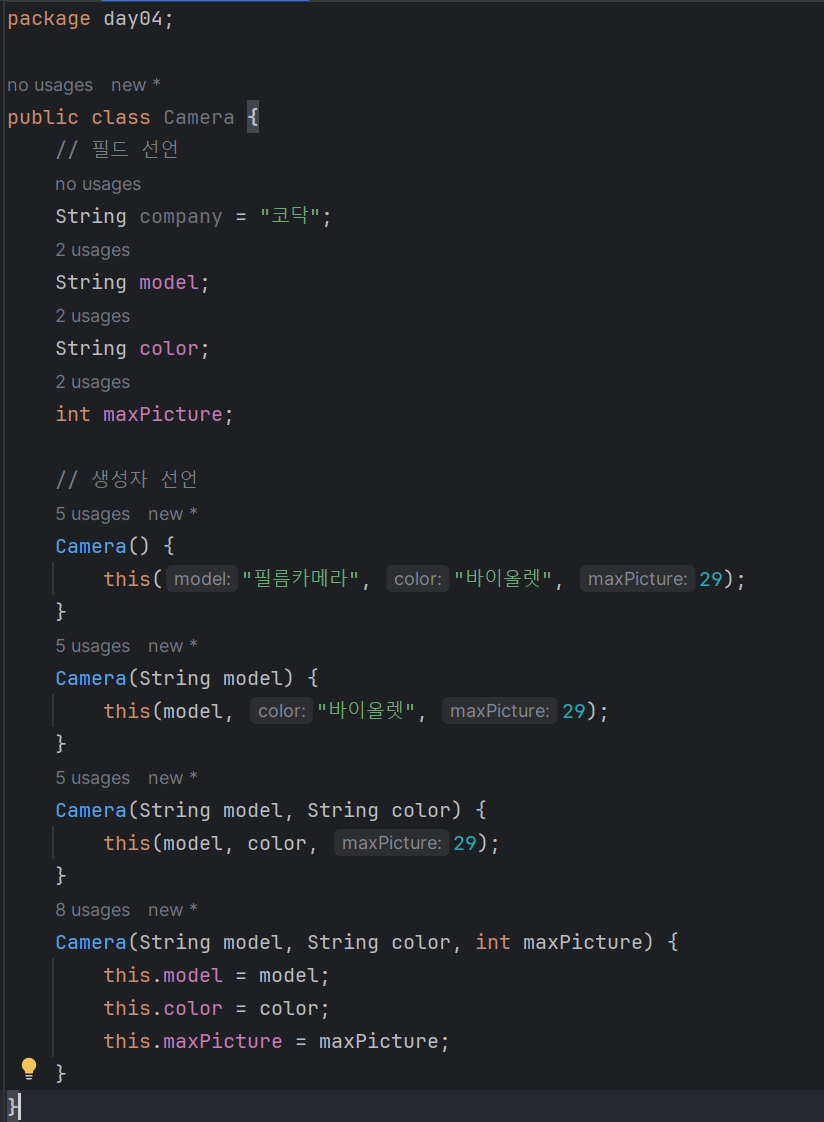 package day04;
no usages new *
public class Camera {
// 필드 선언
no usages
String company = "코닥";
2 usages
String model;
2 usages
String color;
2 usages
int maxPicture;
// 생성자 선언
5 usages new *
Camera() {
this( model: "필름카메라", color: "바이올렛", maxPicture: 29);
}
5 usages new *
Camera(String model) {
this(model, color: "바이올렛", maxPicture: 29);
}
5 usages new *
Camera(String model, String color) {
this(model, color, maxPicture: 29);
}
8 usages new *
Camera(String model, String color, int maxPicture) {
this.model = model;
this.color = color;
this.maxPicture = maxPicture;
}
}